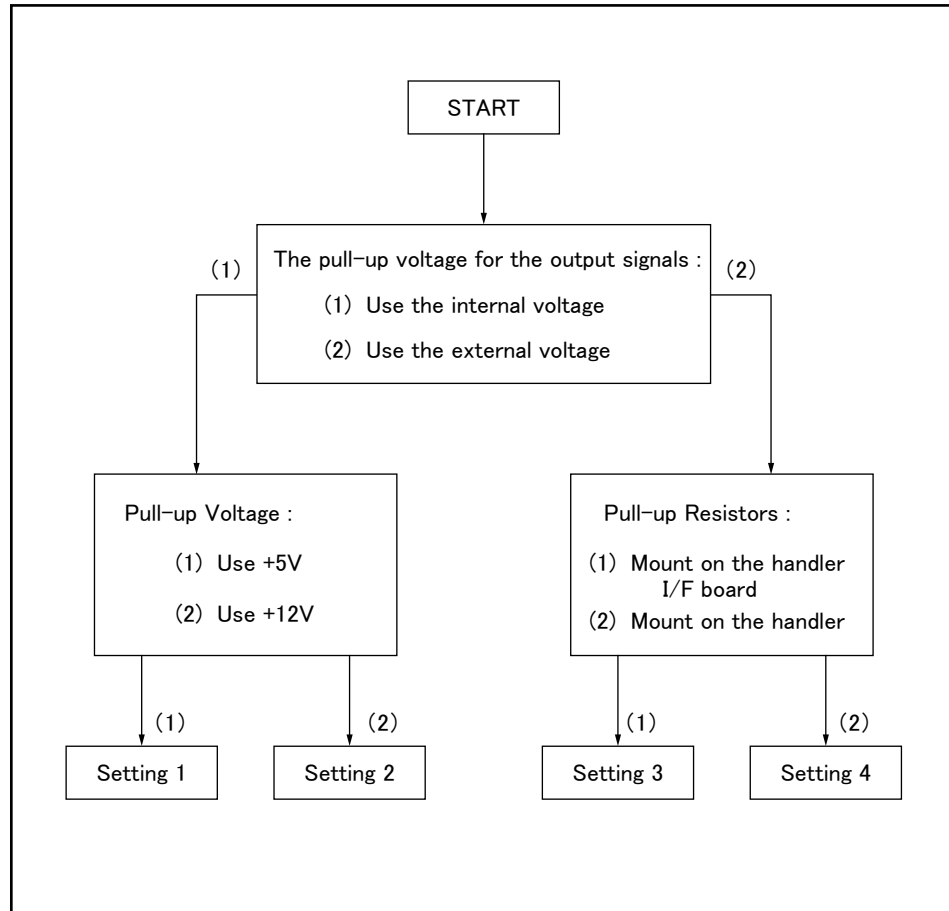 START
(1)
The pull-up voltage for the output signals :
(1) Use the internal voltage
(2) Use the external voltage
(2)
Pull-up Voltage :
(1) Use +5V
(2) Use +12V
Pull-up Resistors :
(1) Mount on the handler
I/F board
(2) Mount on the handler
(1)
(2)
(1)
(2)
Setting 1
Setting 2
Setting 3
Setting 4